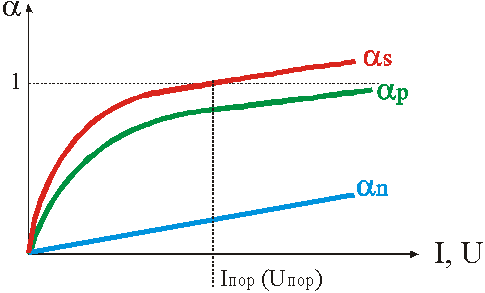 α
αs
1
αp
αn
I, U
Iпор (Uпор)